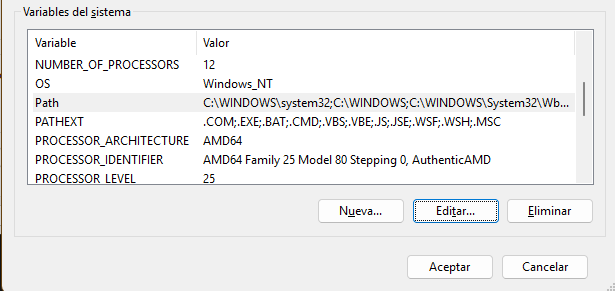 Variables del sistema
Variable Valor
NUMBER_OF_PROCESSORS 12
OS Windows_NT
Path C:\WINDOWS\system32;C:\WINDOWS;C:\WINDOWS\System32\Wb...
PATHEXT .COM;.EXE;.BAT;.CMD;.VBS;.VBE;.JS;.JSE;.WSF;.WSH;.MSC
PROCESSOR_ARCHITECTURE AMD64
PROCESSOR_IDENTIFIER AMD64 Family 25 Model 80 Stepping 0, AuthenticAMD
PROCESSOR_LEVEL 25
Nueva... Editar... Eliminar
Aceptar Cancelar